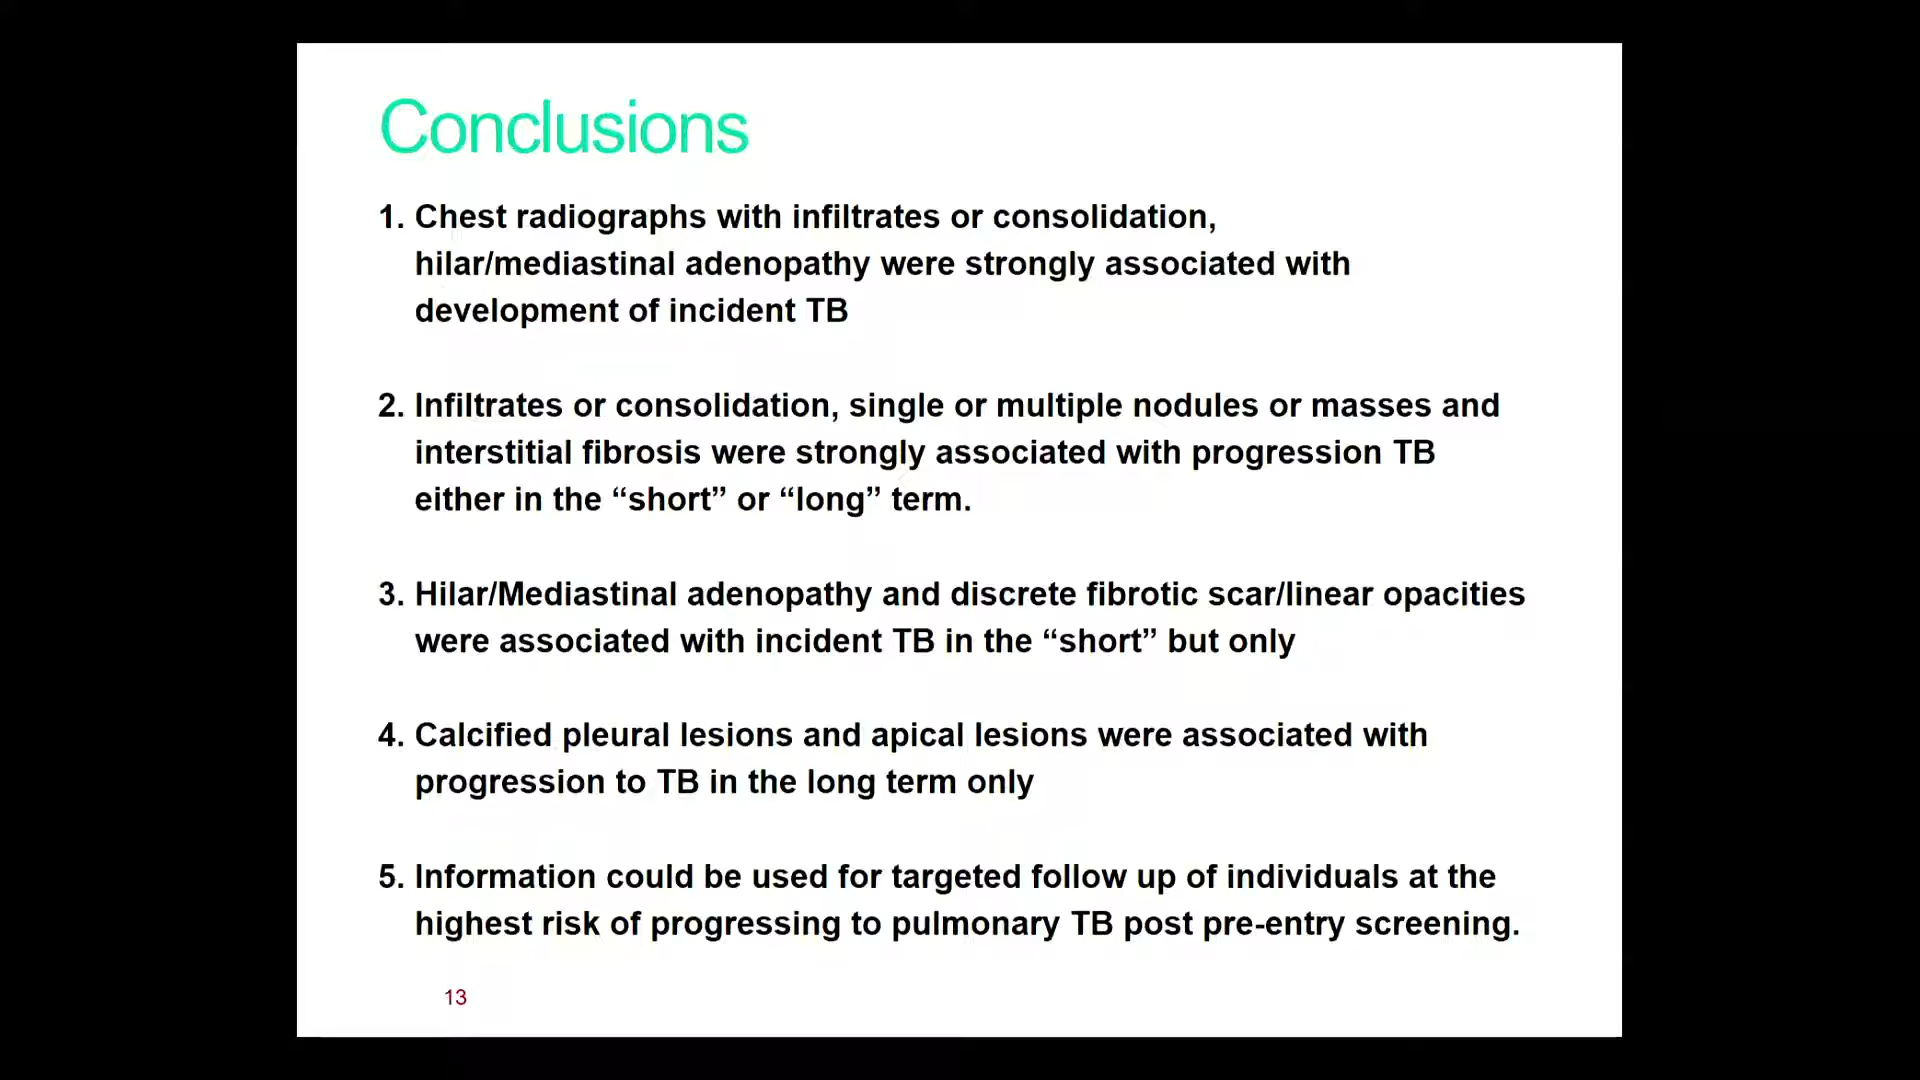 Conclusions
1. Chest radiographs with infiltrates or consolidation,
hilar/mediastinal adenopathy were strongly associated with
development of incident TB
2. Infiltrates or consolidation, single or multiple nodules or masses and
interstitial fibrosis were strongly associated with progression TB
either in the “short” or “long” term.
3. Hilar/Mediastinal adenopathy and discrete fibrotic scar/linear opacities
were associated with incident TB in the “short” but only
4. Calcified pleural lesions and apical lesions were associated with
progression to TB in the long term only
5. Information could be used for targeted follow up of individuals at the
highest risk of progressing to pulmonary TB post pre-entry screening.
13